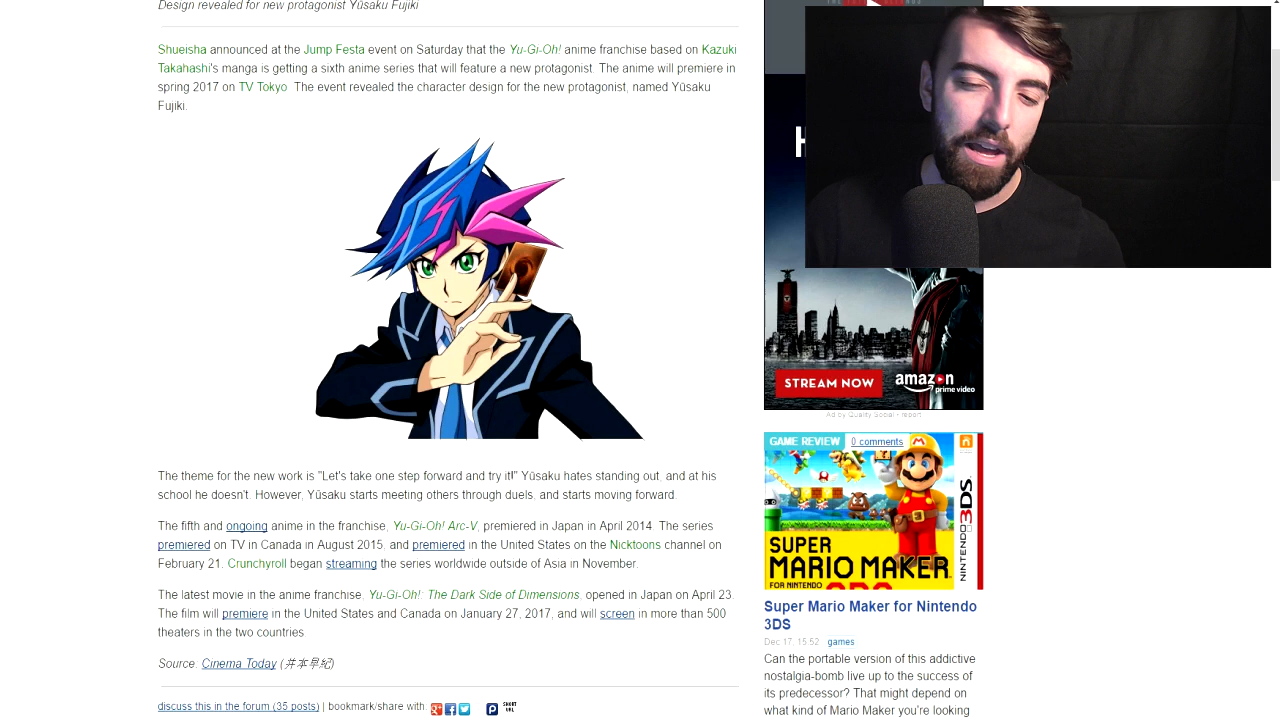 Design revealed for new protagonist Yūsaku Fujiki
Shueisha announced at the Jump Festa event on Saturday that the Yu-Gi-Oh! anime franchise based on Kazuki
Takahashi's manga is getting a sixth anime series that will feature a new protagonist. The anime will premiere in
spring 2017 on TV Tokyo. The event revealed the character design for the new protagonist, named Yūsaku
Fujiki.
The theme for the new work is "Let's take one step forward and try it!" Yūsaku hates standing out, and at his
school he doesn't. However, Yūsaku starts meeting others through duels, and starts moving forward.
The fifth and ongoing anime in the franchise, Yu-Gi-Oh! Arc-V, premiered in Japan in April 2014. The series
premiered on TV in Canada in August 2015, and premiered in the United States on the Nicktoons channel on
February 21. Crunchyroll began streaming the series worldwide outside of Asia in November.
The latest movie in the anime franchise, Yu-Gi-Oh!: The Dark Side of Dimensions, opened in Japan on April 23.
The film will premiere in the United States and Canada on January 27, 2017, and will screen in more than 500
theaters in the two countries
Source: Cinema Today (井本早紀)
discuss this in the forum (35 posts) | bookmark/share with:
SHORT
URL
H
STREAM NOW
amazon
prime video
Ad by Quality Social • report
GAME REVIEW 0 comments
SUPER
MARIO MAKER
FOR NINTENDO 3DS
NINTENDO 3DS
Super Mario Maker for Nintendo
3DS
Dec 17, 15:52 games
Can the portable version of this addictive
nostalgia-bomb live up to the success of
its predecessor? That might depend on
what kind of Mario Maker you're looking